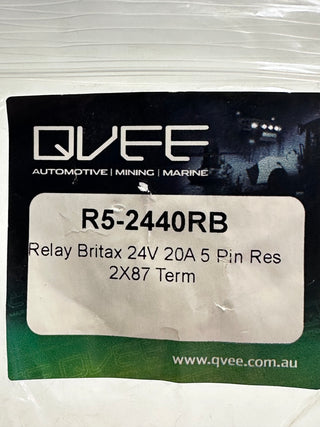 QVEE
AUTOMOTIVE | MINING | MARINE
R5-2440RB
Relay Britax 24V 20A 5 Pin Res
2X87 Term
www.qvee.com.au